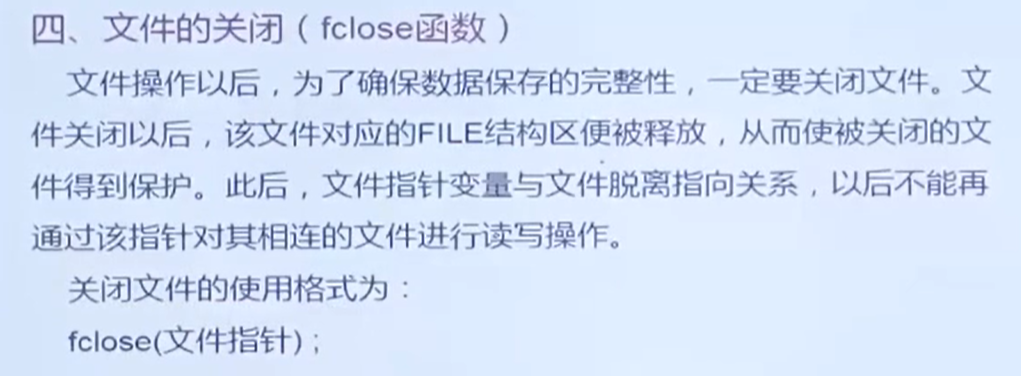 四、文件的关闭（fclose函数）
文件操作以后，为了确保数据保存的完整性，一定要关闭文件。文
件关闭以后，该文件对应的FILE结构区便被释放，从而使被关闭的文
件得到保护。此后，文件指针变量与文件脱离指向关系，以后不能再
通过该指针对其相连的文件进行读写操作。
关闭文件的使用格式为：
fclose(文件指针)；